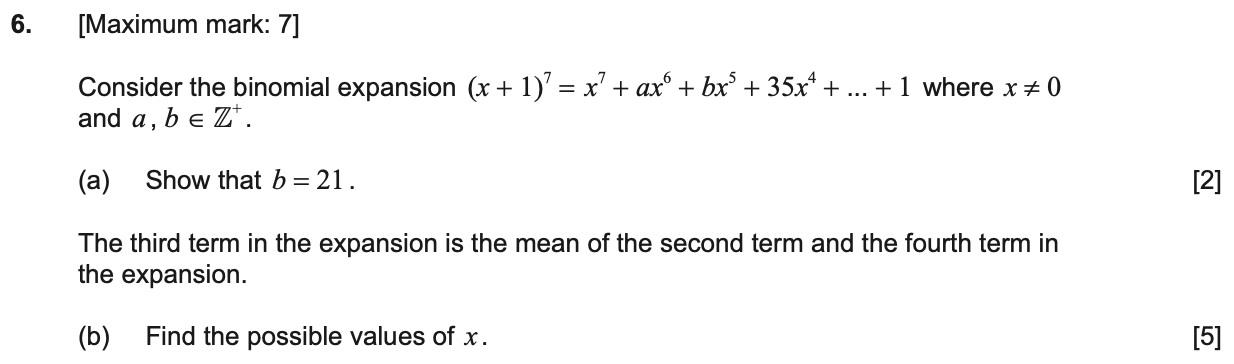 6. [Maximum mark: 7]
Consider the binomial expansion (x + 1)⁷ = x⁷ + ax⁶ + bx⁵ + 35x⁴ + ... + 1 where x ≠ 0
and a, b ∈ ℤ⁺.
(a) Show that b = 21. [2]
The third term in the expansion is the mean of the second term and the fourth term in
the expansion.
(b) Find the possible values of x. [5]